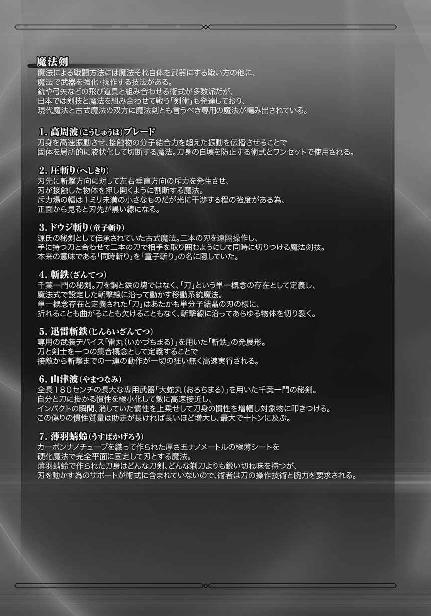 魔法剣
魔法による戦闘方法には魔法それ自体を武器にする戦い方の他に、
魔法で武器を強化・操作する技法がある。
銃や弓矢などの飛び道具と組み合わせる術式が多数派だが、
日本では剣技と魔法を組み合わせて戦う「剣術」も発達しており、
現代魔法と古式魔法の双方に魔法剣とも言うべき専用の魔法が編み出されている。
1. 高周波(こうしゅうは)ブレード
刀身を高速振動させ、接触物の分子結合力を超えた振動を伝播させることで
固体を局所的に液状化して切断する魔法。刀身の自壊を防止する術式とワンセットで使用される。
2. 圧斬り(へしきり)
刃先に斬撃方向に対して左右垂直方向の斥力を発生させ、
刃が接触した物体を押し開くように割断する魔法。
斥力場の幅は1ミリ未満の小さなものだが光に干渉する程の強度がある為、
正面から見ると刃先が黒い線になる。
3. ドウジ斬り(童子斬り)
源氏の秘剣として伝承されていた古式魔法。二本の刃を遠隔操作し、
手に持つ刀と合わせて三本の刀で相手を取り囲むようにして同時に切りつける魔法剣技。
本来の意味である「同時斬り」を「童子斬り」の名に隠していた。
4. 斬鉄(ざんてつ)
千葉一門の秘剣。刀を鋼と鉄の塊ではなく、「刀」という単一概念の存在として定義し、
魔法式で設定した斬撃線に沿って動かす移動系統魔法。
単一概念存在と定義された「刀」はあたかも単分子結晶の刃の様に、
折れることも曲がることも欠けることもなく、斬撃線に沿ってあらゆる物体を切り裂く。
5. 迅雷斬鉄(じんらいざんてつ)
専用の武装デバイス「雷丸(いかづちまる)」を用いた「斬鉄」の発展形。
刀と剣士を一つの集合概念として定義することで
接敵から斬撃までの一連の動作が一切の狂い無く高速実行される。
6. 山津波(やまつなみ)
全長180センチの長大な専用武器「大蛇丸(おろちまる)」を用いた千葉一門の秘剣。
自分と刀に掛かる慣性を極小化して敵に高速接近し、
インパクトの瞬間、消していた慣性を上乗せして刀身の慣性を増幅し対象物に叩きつける。
この偽りの慣性質量は助走が長ければ長いほど増大し、最大で十トンに及ぶ。
7. 薄羽蜻蛉(うすばかげろう)
カーボンナノチューブを織って作られた厚さ五ナノメートルの極薄シートを
硬化魔法で完全平面に固定して刃とする魔法。
薄羽蜻蛉で作られた刀身はどんな刀剣、どんな剃刀よりも鋭い切れ味を持つが、
刃を動かす為のサポートが術式に含まれていないので、術者は刀の操作技術と腕力を要求される。